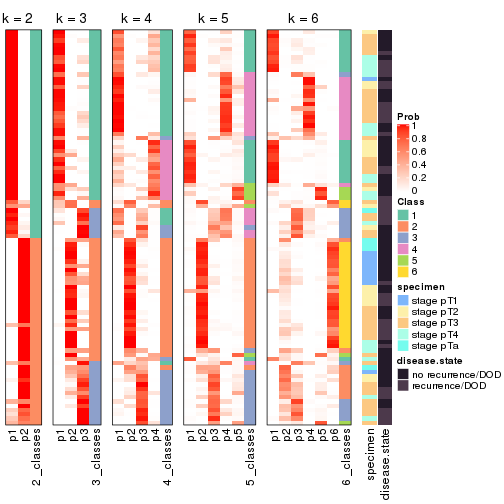 k = 2
k = 3
k = 4
k = 5
k = 6
p1
p2
2_classes
p1
p2
p3
3_classes
p1
p2
p3
p4
4_classes
p1
p2
p3
p4
p5
5_classes
p1
p2
p3
p4
p5
p6
6_classes
specimen
disease.state
Prob
1
0.8
0.6
0.4
0.2
0
Class
1
2
3
4
5
6
specimen
stage pT1
stage pT2
stage pT3
stage pT4
stage pTa
disease.state
no recurrence/DOD
recurrence/DOD